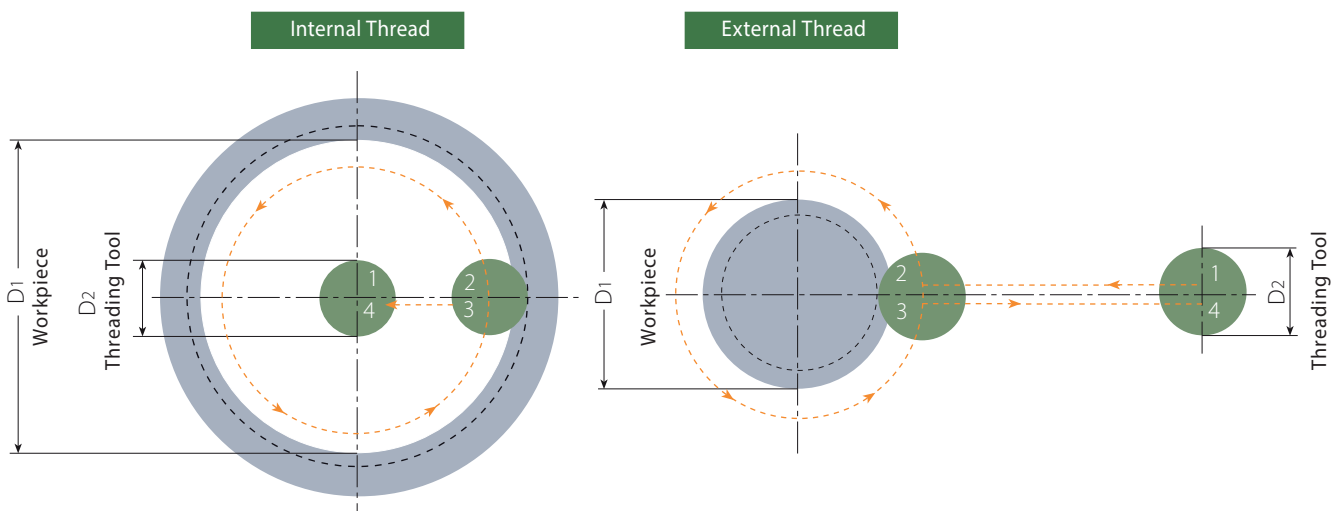 Internal Thread
External Thread
D1
Workpiece
D2
Threading Tool
1
2
3
4
D1
Workpiece
2
3
1
4
D2
Threading Tool